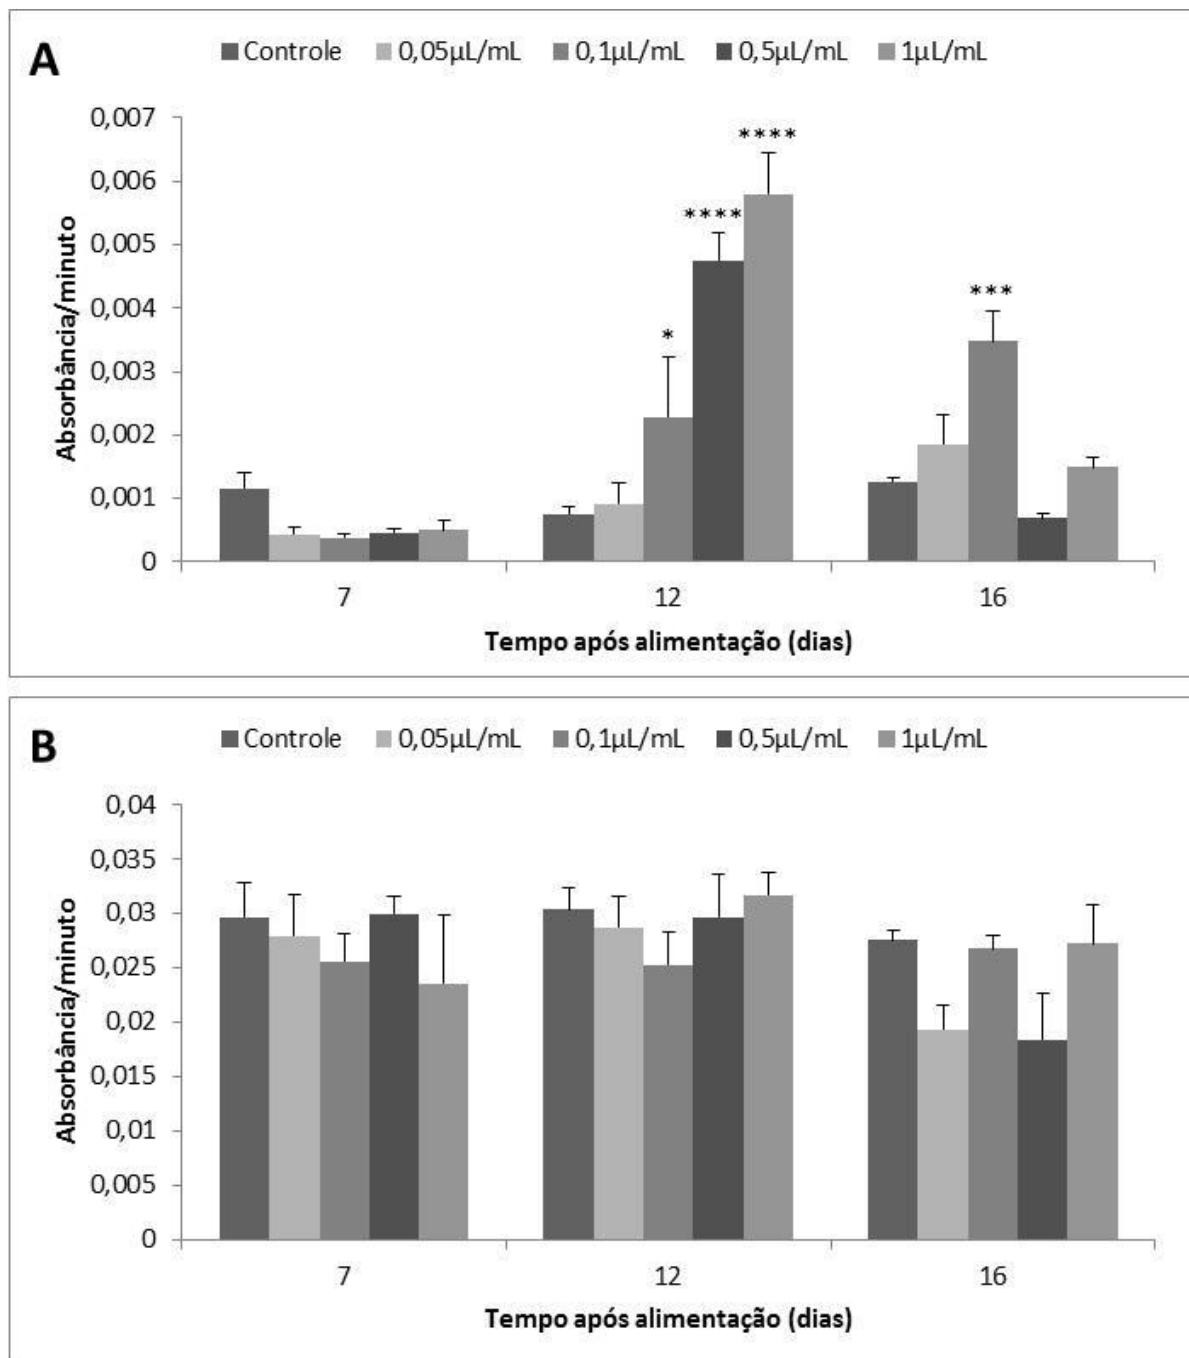 A
Controle 0,05µL/mL 0,1µL/mL 0,5µL/mL 1µL/mL
0,007
****
0,006
****
0,005
0,004
***
*
0,003
0,002
0,001
0
Absorbância/minuto
7 12 16
Tempo após alimentação (dias)
B
Controle 0,05µL/mL 0,1µL/mL 0,5µL/mL 1µL/mL
0,04
0,035
0,03
0,025
0,02
0,015
0,01
0,005
0
Absorbância/minuto
7 12 16
Tempo após alimentação (dias)